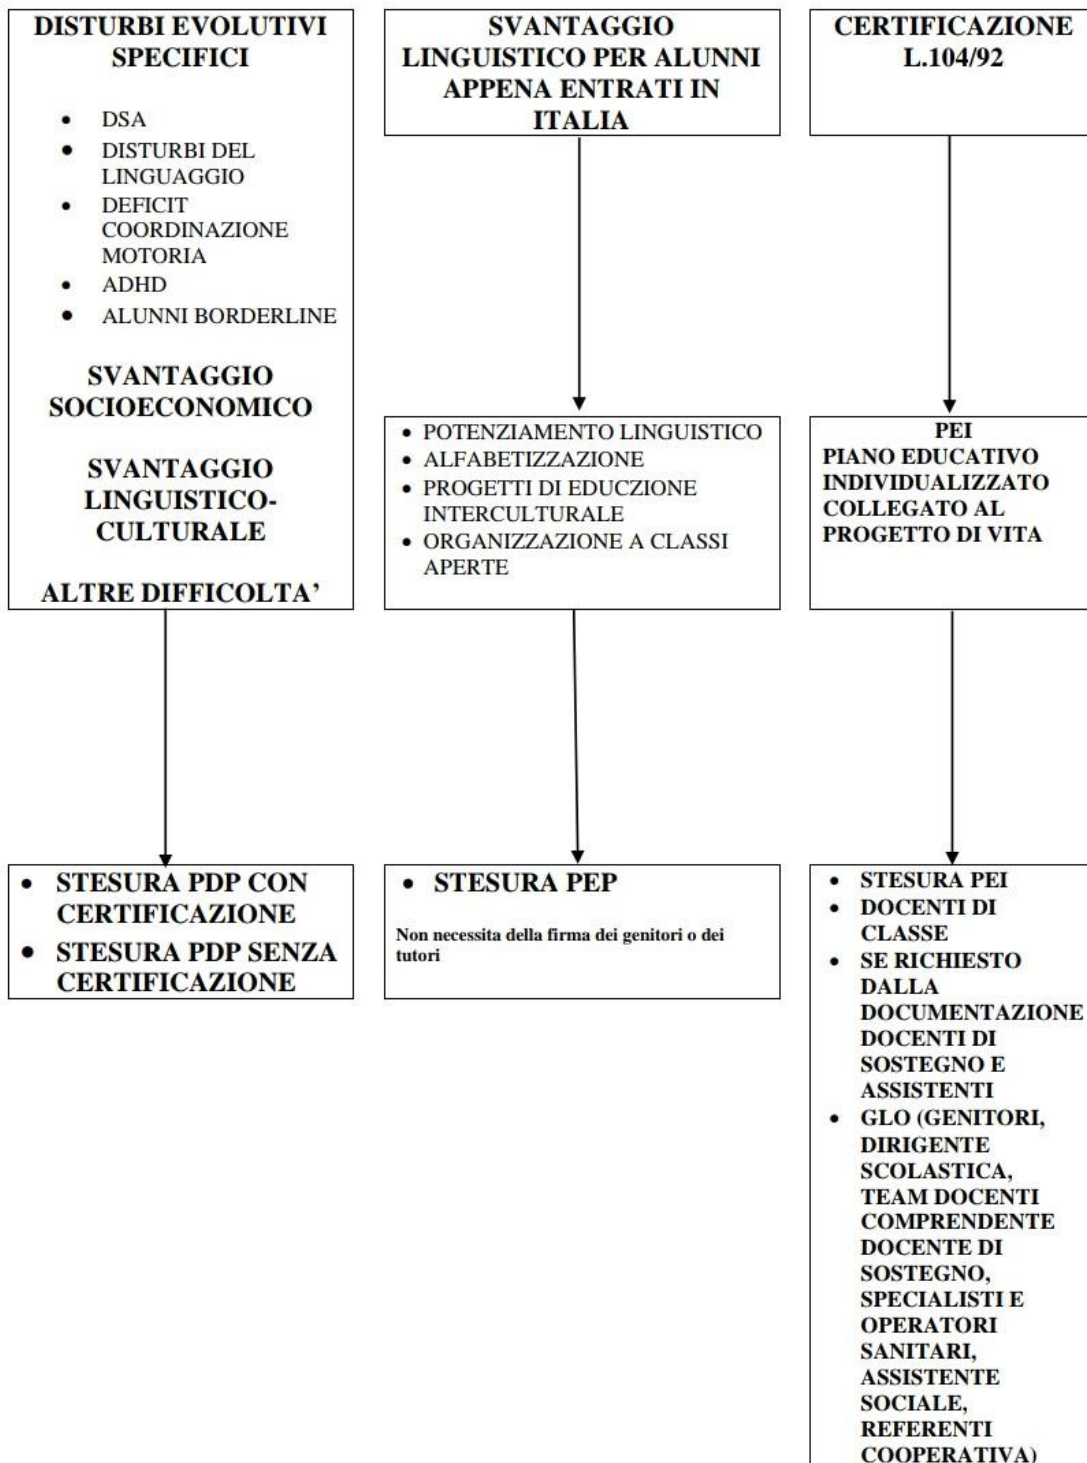 DISTURBI EVOLUTIVI
SPECIFICI
• DSA
• DISTURBI DEL
LINGUAGGIO
• DEFICIT
COORDINAZIONE
MOTORIA
• ADHD
• ALUNNI BORDERLINE
SVANTAGGIO
SOCIOECONOMICO
SVANTAGGIO
LINGUISTICO-
CULTURALE
ALTRE DIFFICOLTA’
• STESURA PDP CON
CERTIFICAZIONE
• STESURA PDP SENZA
CERTIFICAZIONE
SVANTAGGIO
LINGUISTICO PER ALUNNI
APPENA ENTRATI IN
ITALIA
• POTENZIAMENTO LINGUISTICO
• ALFABETIZZAZIONE
• PROGETTI DI EDUCZIONE
INTERCULTURALE
• ORGANIZZAZIONE A CLASSI
APERTE
• STESURA PEP
Non necessita della firma dei genitori o dei
tutori
CERTIFICAZIONE
L.104/92
PEI
PIANO EDUCATIVO
INDIVIDUALIZZATO
COLLEGATO AL
PROGETTO DI VITA
• STESURA PEI
• DOCENTI DI
CLASSE
• SE RICHIESTO
DALLA
DOCUMENTAZIONE
DOCENTI DI
SOSTEGNO E
ASSISTENTI
• GLO (GENITORI,
DIRIGENTE
SCOLASTICA,
TEAM DOCENTI
COMPRENDENTE
DOCENTE DI
SOSTEGNO,
SPECIALISTI E
OPERATORI
SANITARI,
ASSISTENTE
SOCIALE,
REFERENTI
COOPERATIVA)